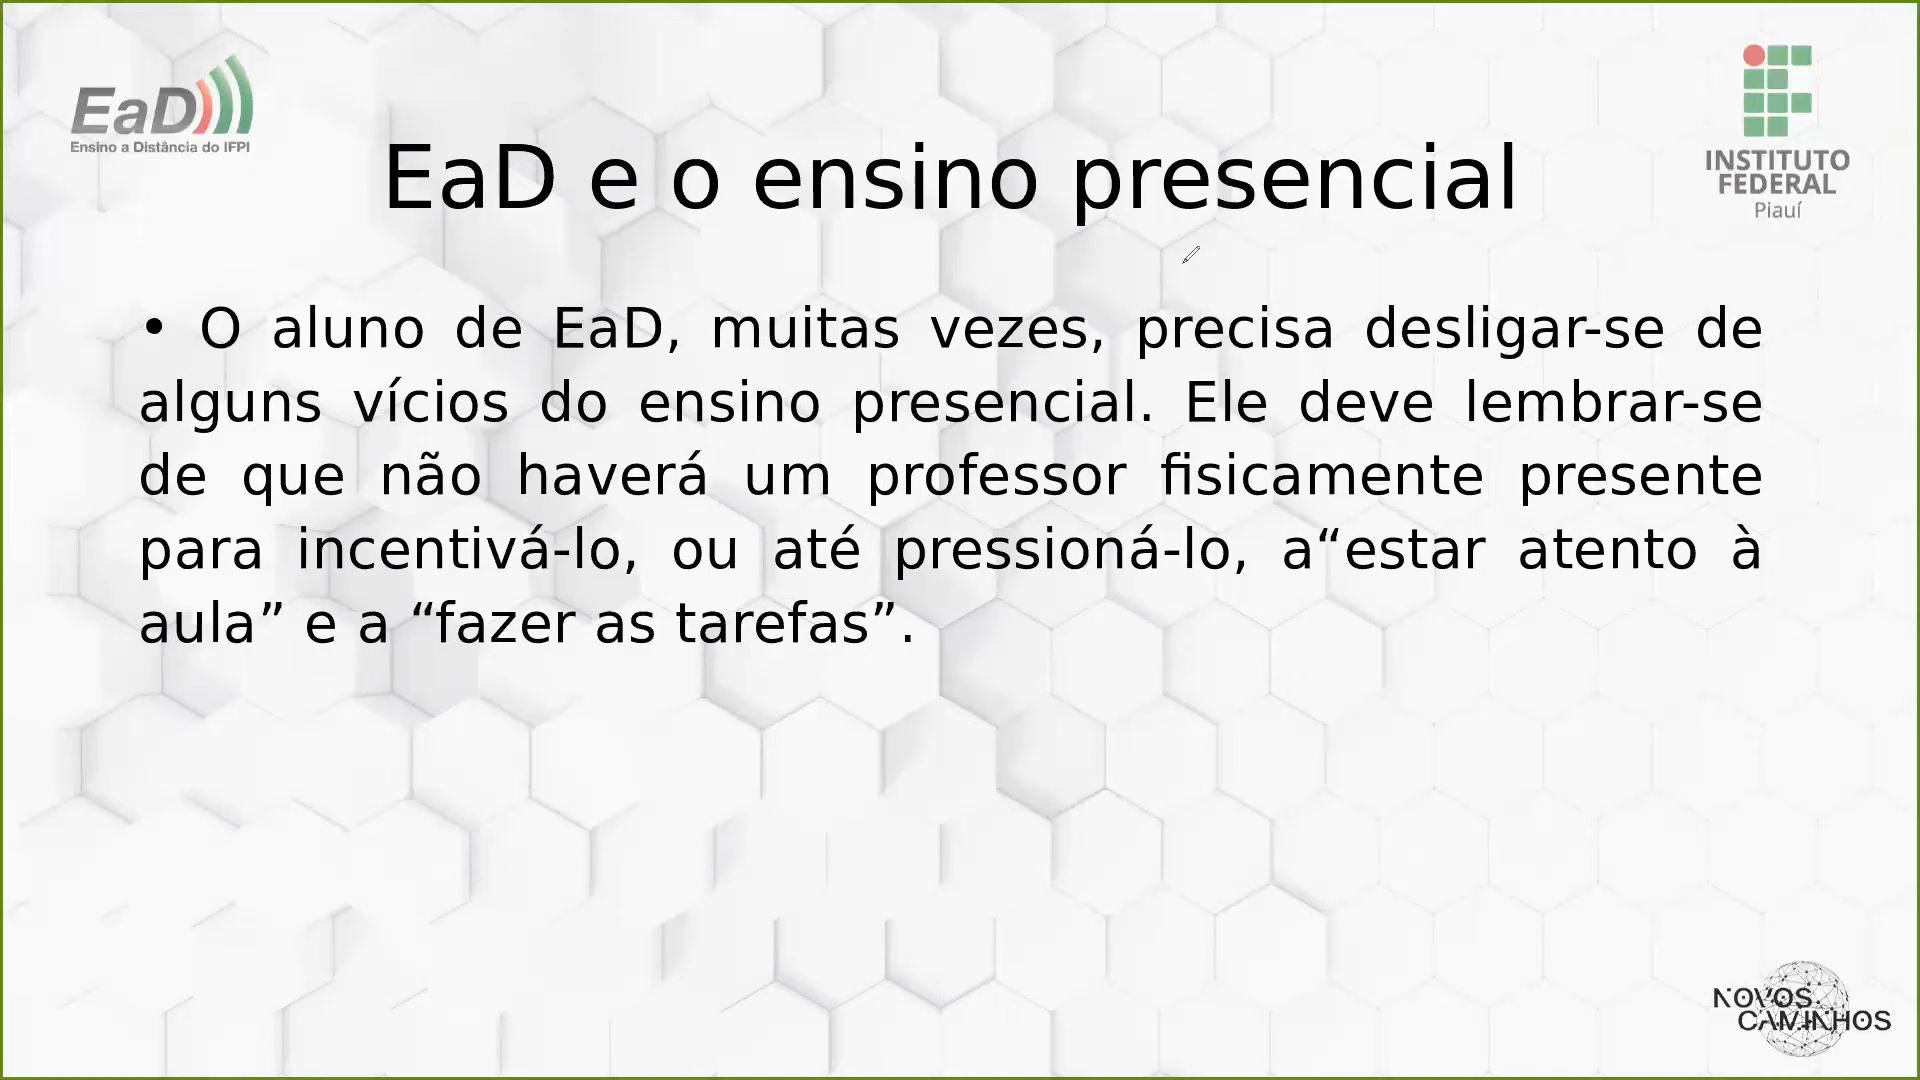 EaD
Ensino a Distância do IFPI
INSTITUTO
FEDERAL
Piauí
EaD e o ensino presencial
• O aluno de EaD, muitas vezes, precisa desligar-se de
alguns vícios do ensino presencial. Ele deve lembrar-se
de que não haverá um professor fisicamente presente
para incentivá-lo, ou até pressioná-lo, a“estar atento à
aula” e a “fazer as tarefas”.
NOVOS
CAMINHOS